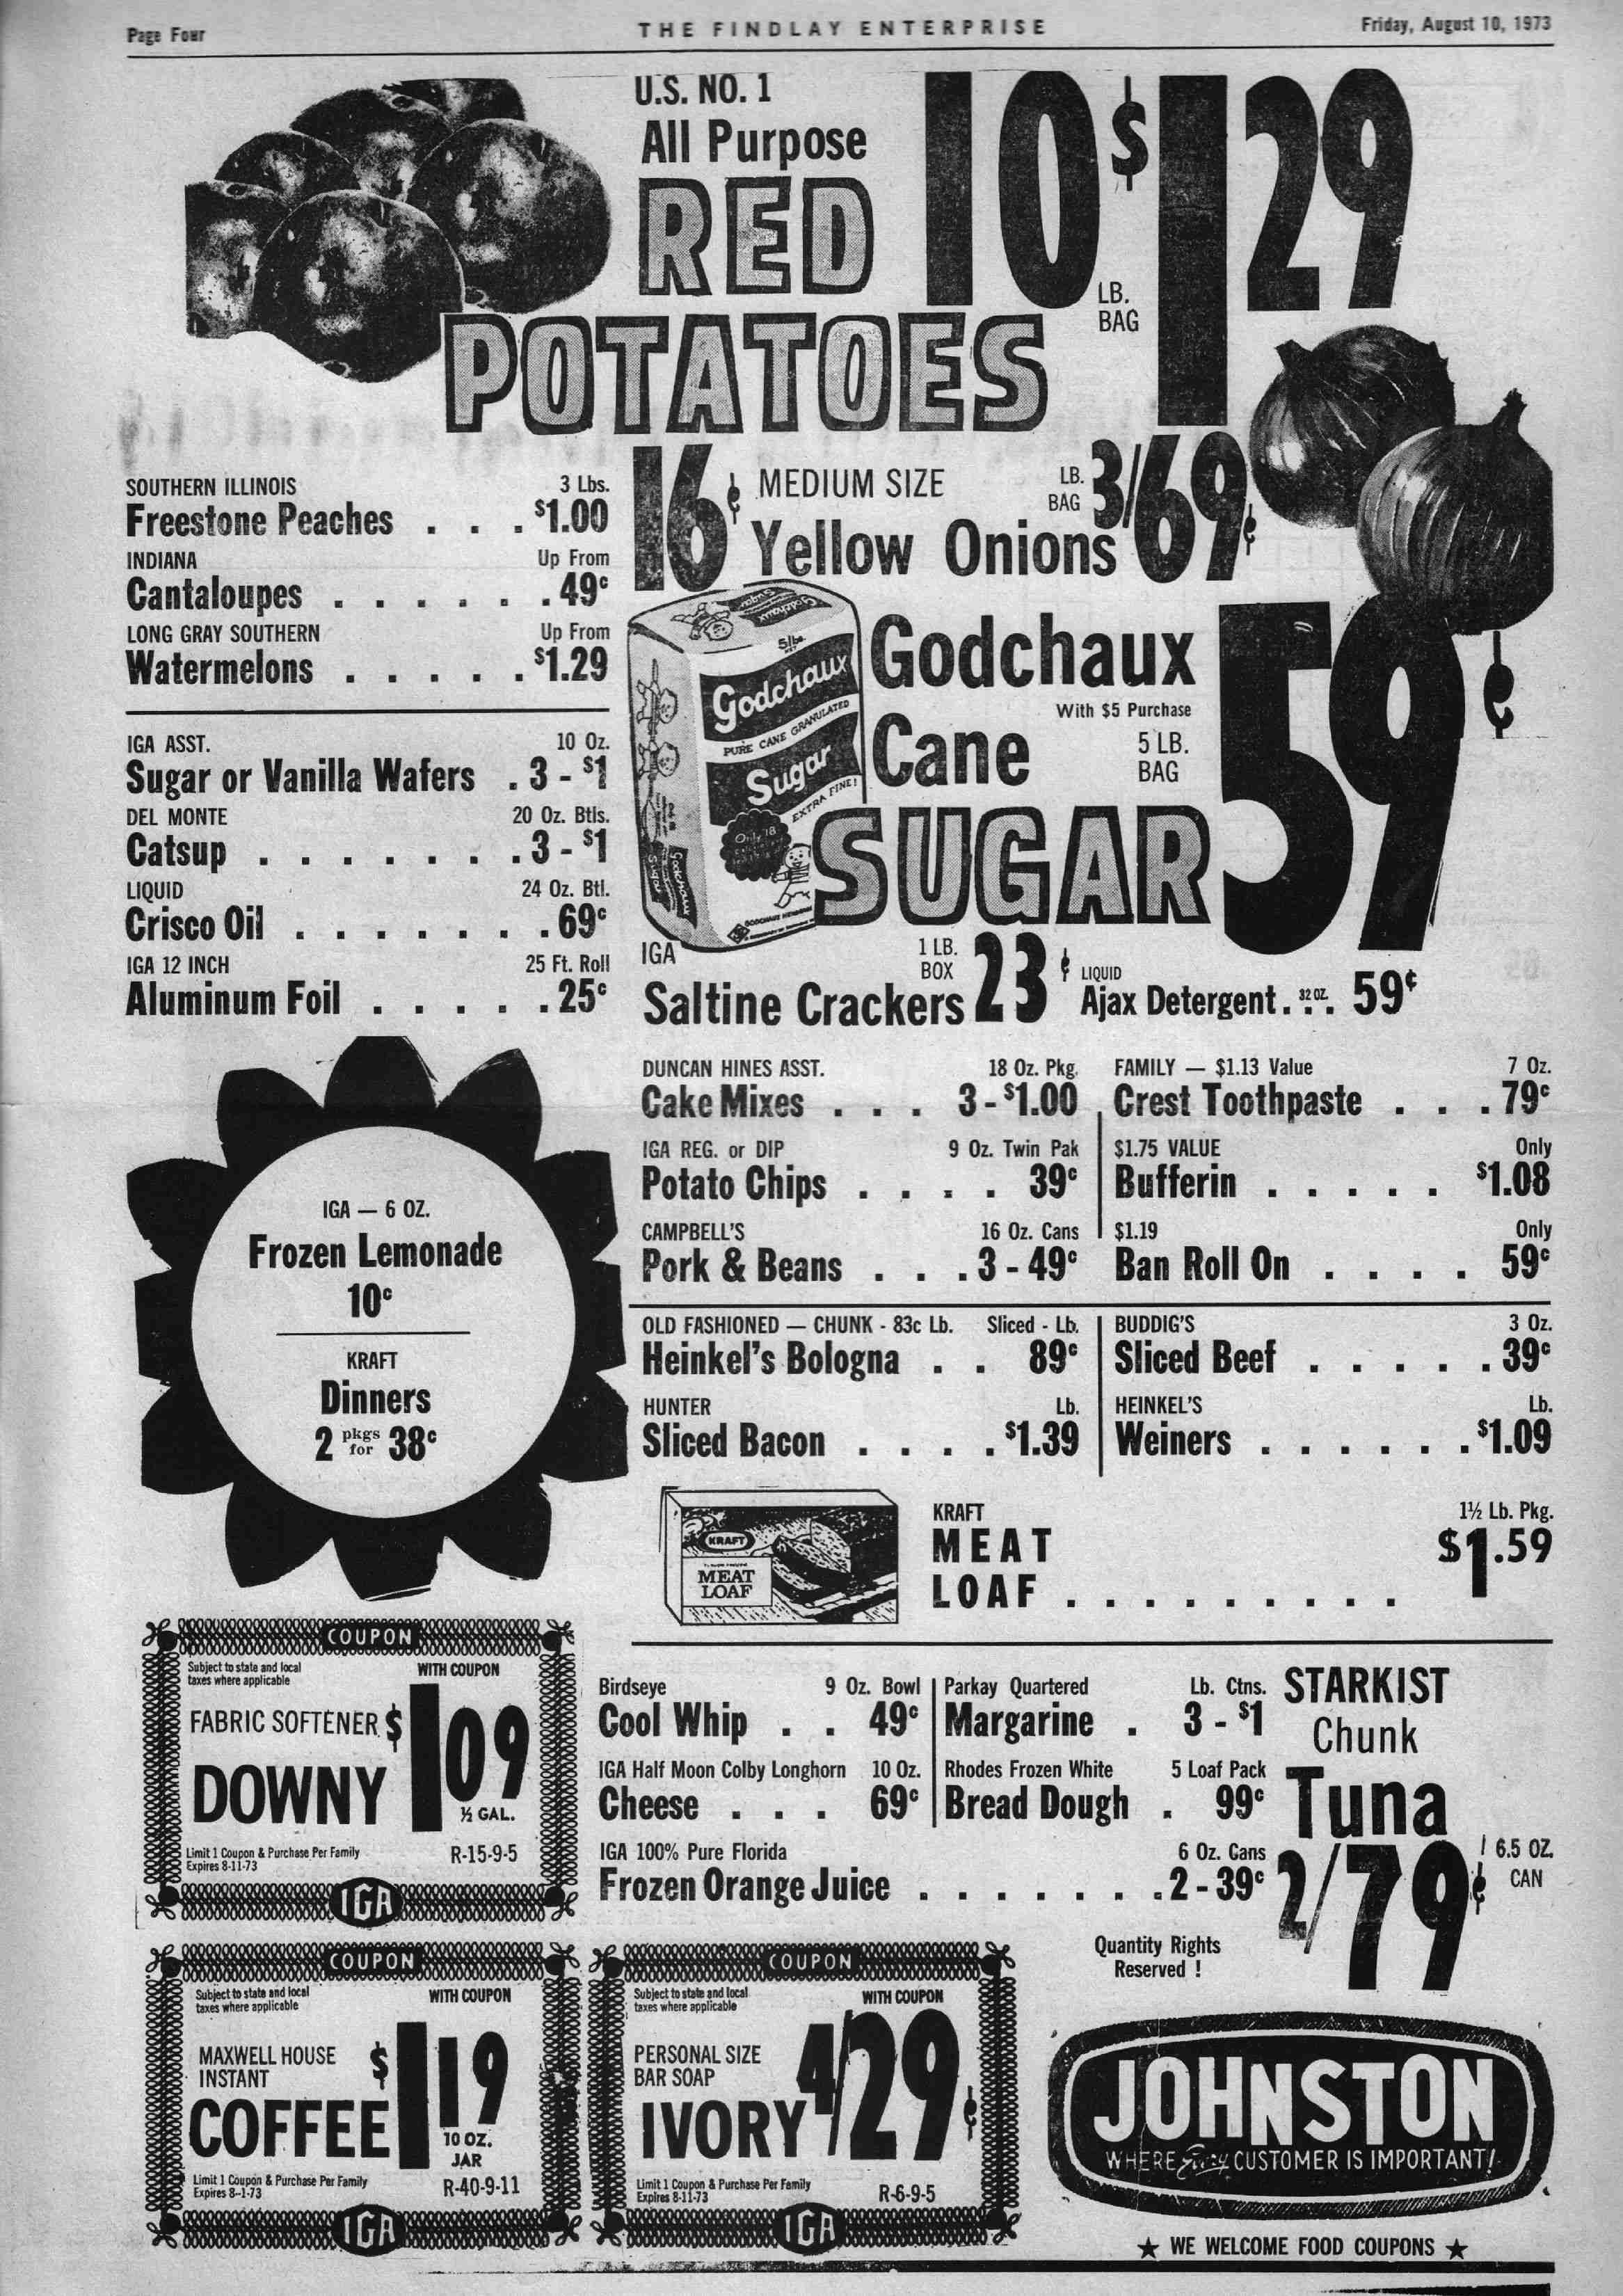 Page Four
THE FINDLAY ENTERPRISE
Friday, August 10, 1973
U.S. NO. 1
All Purpose
RED
POTATOES
10 LB. BAG
$1 29
SOUTHERN ILLINOIS 3 Lbs.
Freestone Peaches . . . $1.00
INDIANA Up From
Cantaloupes . . . . . . 49¢
LONG GRAY SOUTHERN Up From
Watermelons . . . . . . $1.29
16¢ LB. BAG
MEDIUM SIZE
Yellow Onions
3/69¢
5 lbs. NET
Godchaux
PURE CANE GRANULATED
Sugar
EXTRA FINE!
Godchaux
Cane
SUGAR
With $5 Purchase
5 LB.
BAG
59¢
IGA ASST. 10 Oz.
Sugar or Vanilla Wafers . 3 - $1
DEL MONTE 20 Oz. Btls.
Catsup . . . . . . . 3 - $1
LIQUID 24 Oz. Btl.
Crisco Oil . . . . . . . 69¢
IGA 12 INCH 25 Ft. Roll
Aluminum Foil . . . . . 25¢
IGA
Saltine Crackers
1 LB.
BOX
23¢
LIQUID
Ajax Detergent . 32 OZ. . 59¢
DUNCAN HINES ASST. 18 Oz. Pkg.
Cake Mixes . . . 3 - $1.00
IGA REG. or DIP 9 Oz. Twin Pak
Potato Chips . . . . 39¢
CAMPBELL'S 16 Oz. Cans
Pork & Beans . . . 3 - 49¢
FAMILY — $1.13 Value 7 Oz.
Crest Toothpaste . . . 79¢
$1.75 VALUE Only
Bufferin . . . . . $1.08
$1.19 Only
Ban Roll On . . . . 59¢
IGA — 6 OZ.
Frozen Lemonade
10¢
KRAFT
Dinners
2 pkgs for 38¢
OLD FASHIONED — CHUNK - 83c Lb. Sliced - Lb.
Heinkel's Bologna . . 89¢
HUNTER Lb.
Sliced Bacon . . . . $1.39
BUDDIG'S 3 Oz.
Sliced Beef . . . . . 39¢
HEINKEL'S Lb.
Weiners . . . . . . $1.09
KRAFT
MEAT
LOAF
KRAFT 1½ Lb. Pkg.
MEAT
LOAF . . . . . . . . . . $1.59
COUPON
Subject to state and local
taxes where applicable
WITH COUPON
FABRIC SOFTENER
DOWNY
$1 09
½ GAL.
Limit 1 Coupon & Purchase Per Family
Expires 8-11-73
R-15-9-5
IGA
Birdseye 9 Oz. Bowl
Cool Whip . . 49¢
IGA Half Moon Colby Longhorn 10 Oz.
Cheese . . . 69¢
Parkay Quartered Lb. Ctns.
Margarine . 3 - $1
Rhodes Frozen White 5 Loaf Pack
Bread Dough . 99¢
IGA 100% Pure Florida 6 Oz. Cans
Frozen Orange Juice . . . . . . . 2 - 39¢
STARKIST
Chunk
Tuna
2/79¢
6.5 OZ.
CAN
Quantity Rights
Reserved !
COUPON
Subject to state and local
taxes where applicable
WITH COUPON
MAXWELL HOUSE
INSTANT
COFFEE
$1 19
10 OZ.
JAR
Limit 1 Coupon & Purchase Per Family
Expires 8--1-73
R-40-9-11
IGA
COUPON
Subject to state and local
taxes where applicable
WITH COUPON
PERSONAL SIZE
BAR SOAP
IVORY
4/29¢
Limit 1 Coupon & Purchase Per Family
Expires 8-11-73
R-6-9-5
IGA
JOHNSTON
WHERE Every CUSTOMER IS IMPORTANT!
★ WE WELCOME FOOD COUPONS ★